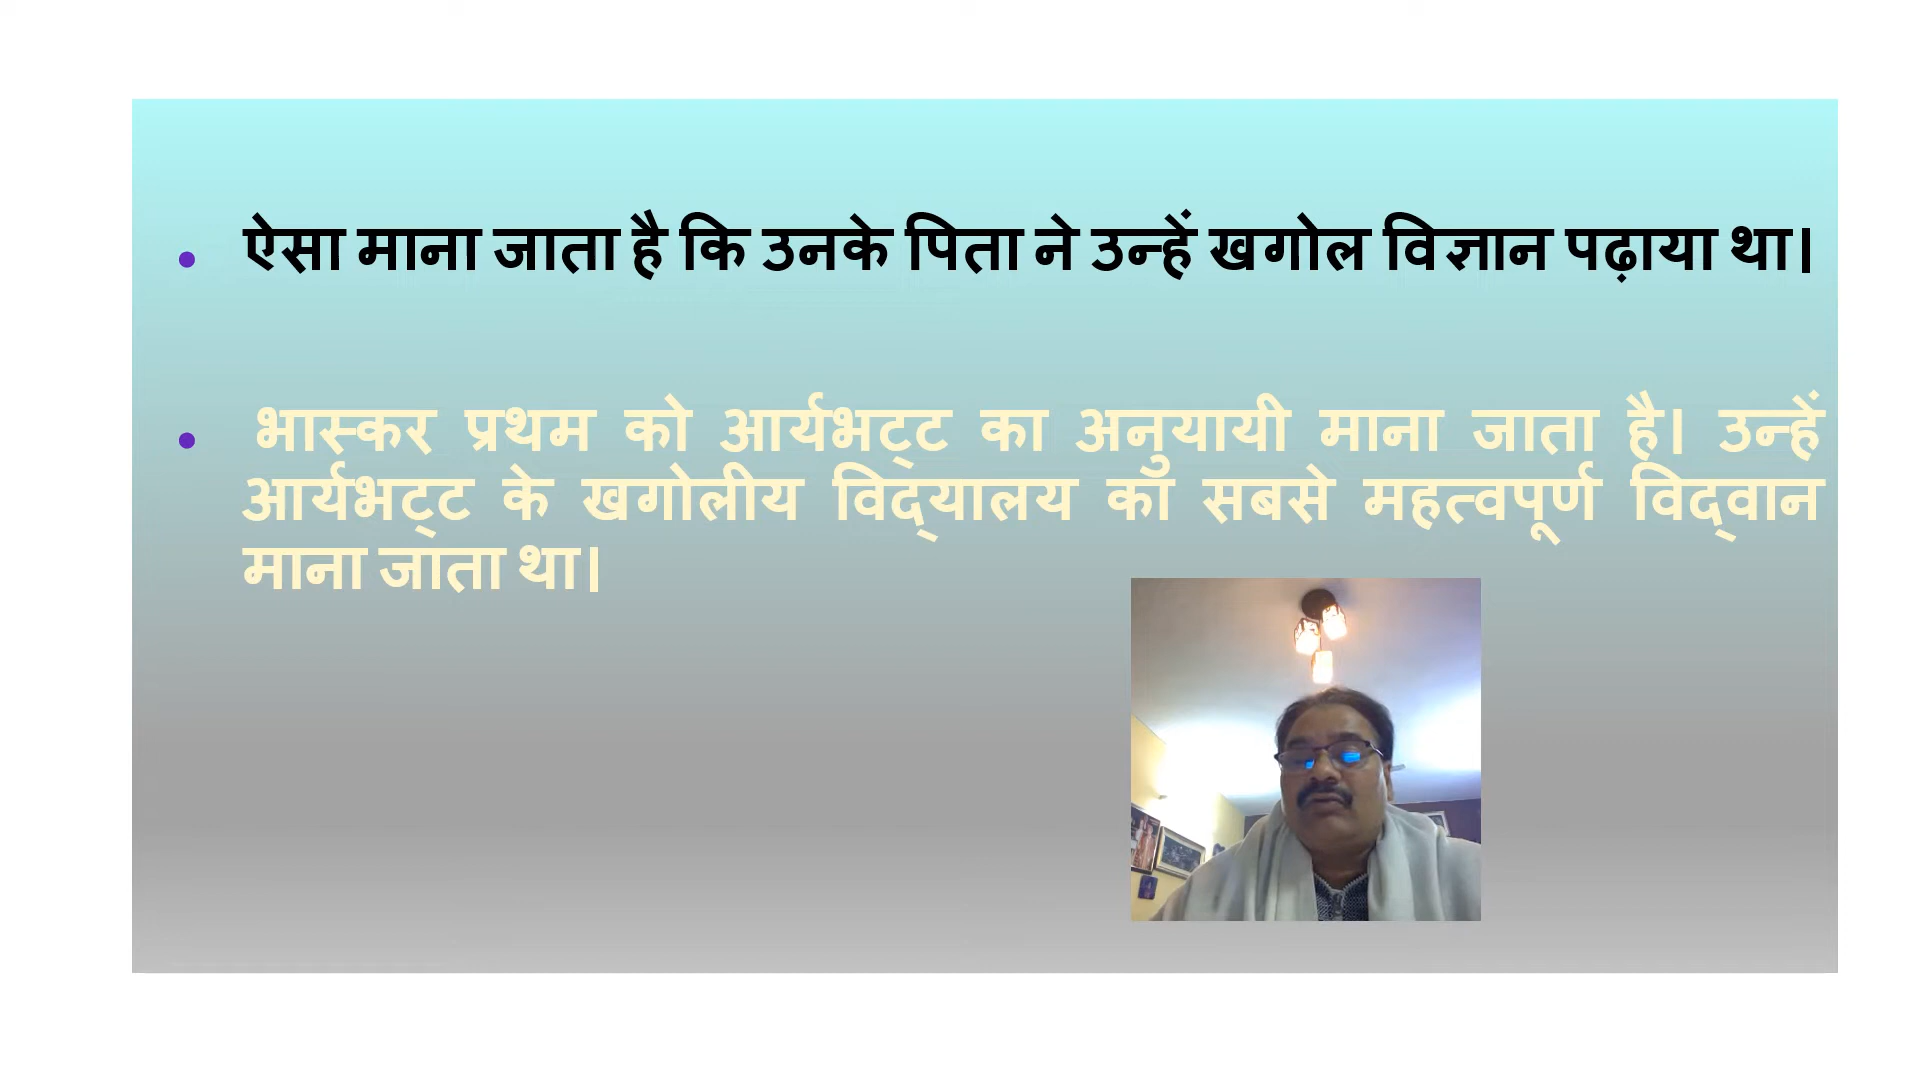 • ऐसा माना जाता है कि उनके पिता ने उन्हें खगोल विज्ञान पढ़ाया था।
• भास्कर प्रथम को आर्यभट्ट का अनुयायी माना जाता है। उन्हें
आर्यभट्ट के खगोलीय विद्यालय का सबसे महत्वपूर्ण विद्वान
माना जाता था।